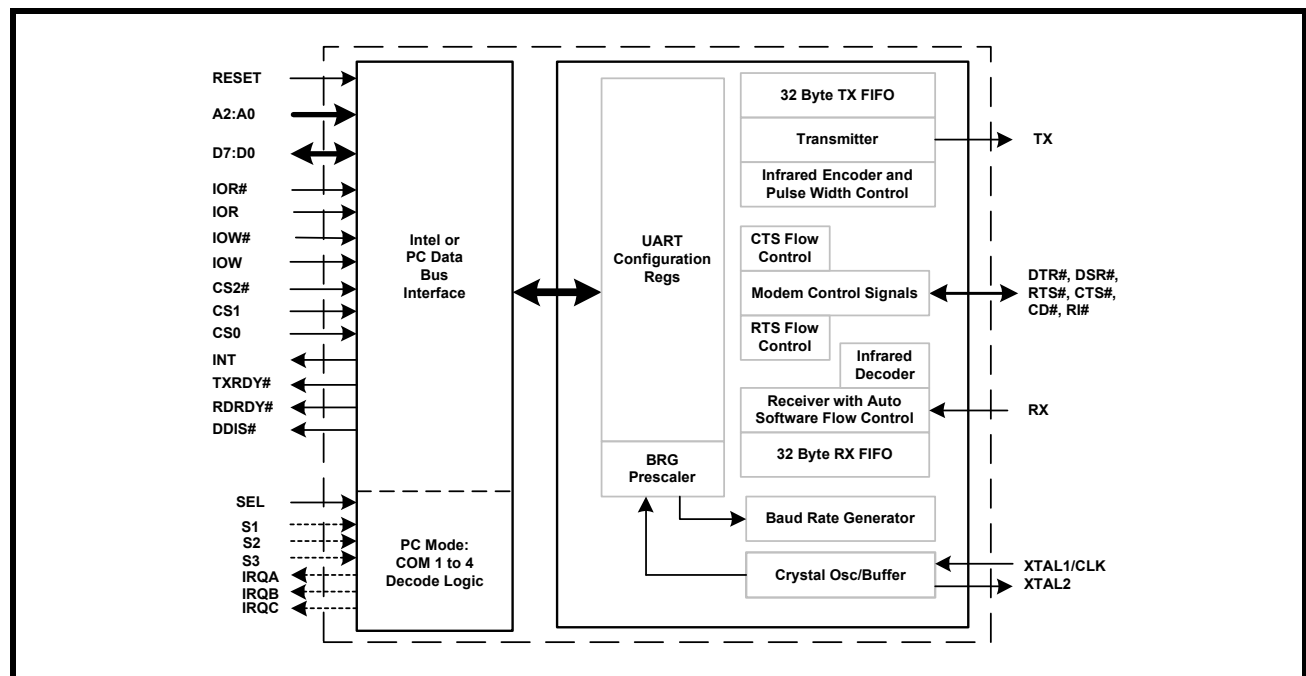 RESET
A2:A0
D7:D0
IOR#
IOR
IOW#
IOW
CS2#
CS1
CS0
INT
TXRDY#
RDRDY#
DDIS#
SEL
S1
S2
S3
IRQA
IRQB
IRQC
Intel or
PC Data
Bus
Interface
PC Mode:
COM 1 to 4
Decode Logic
UART
Configuration
Regs
BRG
Prescaler
32 Byte TX FIFO
Transmitter
Infrared Encoder and
Pulse Width Control
CTS Flow
Control
Modem Control Signals
RTS Flow
Control
Infrared
Decoder
Receiver with Auto
Software Flow Control
32 Byte RX FIFO
Baud Rate Generator
Crystal Osc/Buffer
TX
DTR#, DSR#,
RTS#, CTS#,
CD#, RI#
RX
XTAL1/CLK
XTAL2